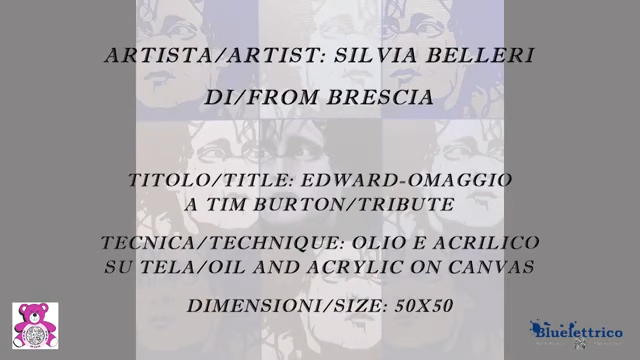 ARTISTA/ARTIST: SILVIA BELLERI
DI/FROM BRESCIA
TITOLO/TITLE: EDWARD-OMAGGIO
A TIM BURTON/TRIBUTE
TECNICA/TECHNIQUE: OLIO E ACRILICO
SU TELA/OIL AND ACRYLIC ON CANVAS
DIMENSIONI/SIZE: 50X50
Bluelettrico